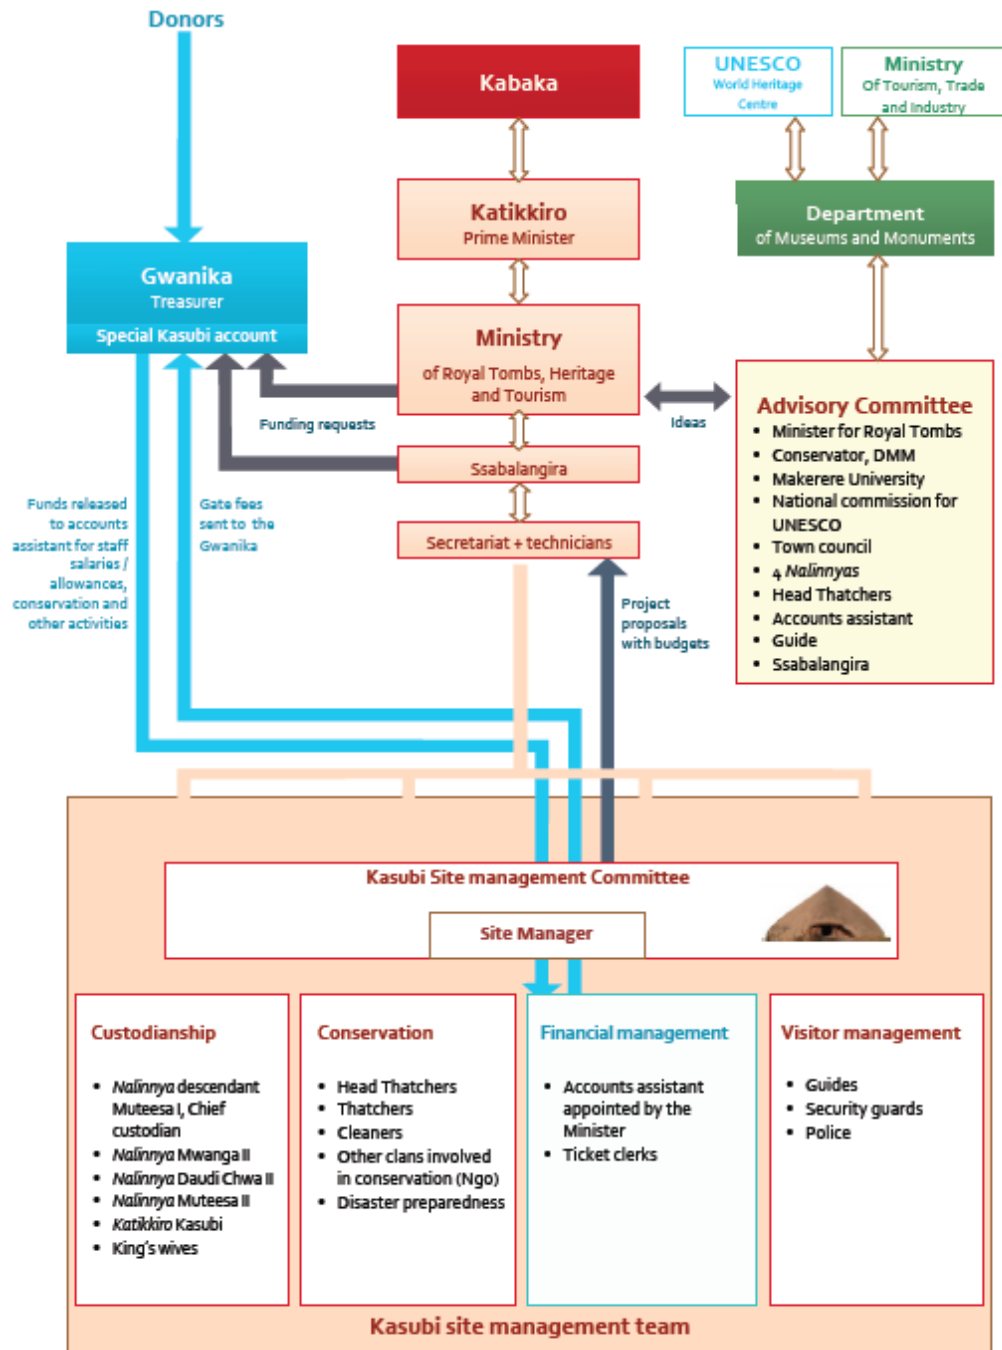 Donors
Kabaka
UNESCO
World Heritage
Centre
Ministry
Of Tourism, Trade
and Industry
Katikkiro
Prime Minister
Department
of Museums and Monuments
Gwanika
Treasurer
Special Kasubi account
Ministry
of Royal Tombs, Heritage
and Tourism
Funding requests
Ideas
Ssabalangira
Secretariat + technicians
Advisory Committee
• Minister for Royal Tombs
• Conservator, DMM
• Makerere University
• National commission for
UNESCO
• Town council
• 4 Nalinnyas
• Head Thatchers
• Accounts assistant
• Guide
• Ssabalangira
Funds released
to accounts
assistant for staff
salaries /
allowances,
conservation and
other activities
Gate fees
sent to the
Gwanika
Project
proposals
with budgets
Kasubi Site management Committee
Site Manager
Custodianship
• Nalinnya descendant
Muteesa I, Chief
custodian
• Nalinnya Mwanga II
• Nalinnya Daudi Chwa II
• Nalinnya Muteesa II
• Katikkiro Kasubi
• King's wives
Conservation
• Head Thatchers
• Thatchers
• Cleaners
• Other clans involved
in conservation (Ngo)
• Disaster preparedness
Financial management
• Accounts assistant
appointed by the
Minister
• Ticket clerks
Visitor management
• Guides
• Security guards
• Police
Kasubi site management team